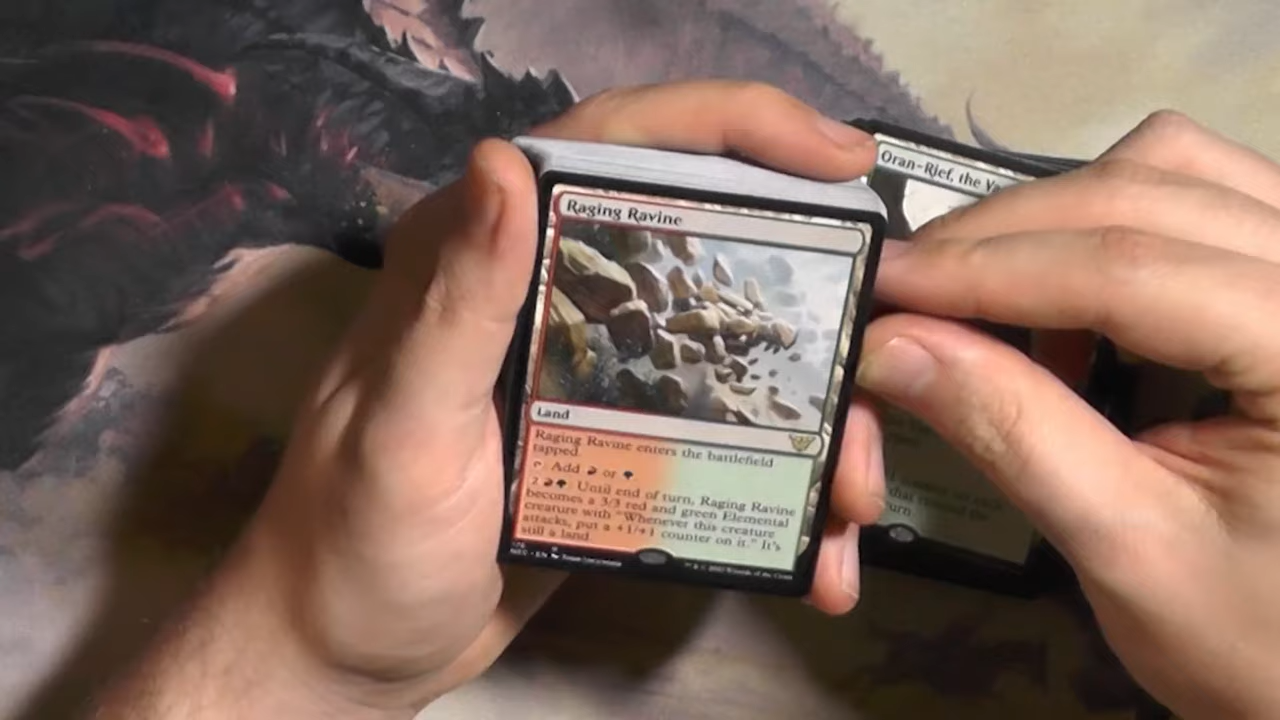 Raging Ravine
Land
Raging Ravine enters the battlefield
tapped.
Add or
2 Until end of turn, Raging Ravine
becomes a 3/3 red and green Elemental
creature with "Whenever this creature
attacks, put a +1/+1 counter on it." It's
still a land.
Oran-Rief, the